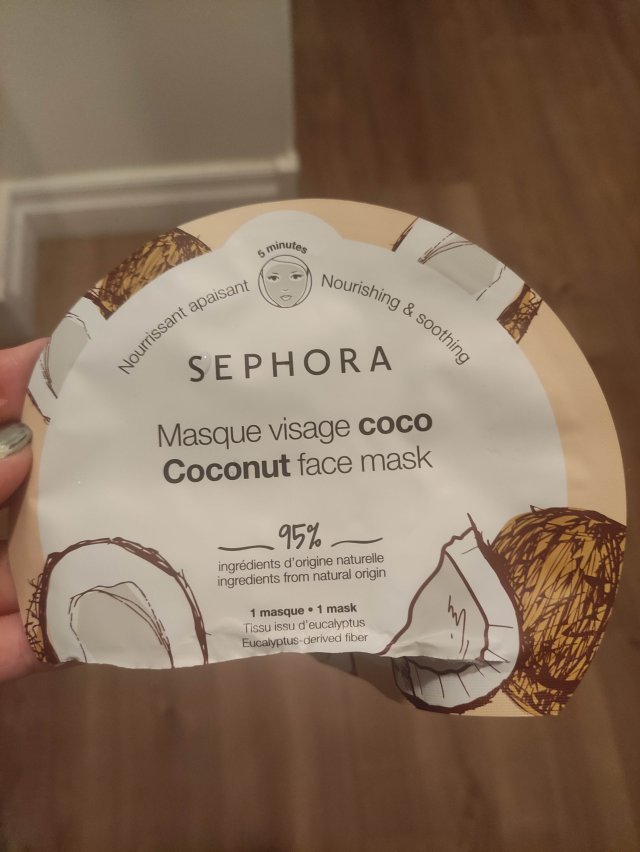 5 minutes
Nourrissant apaisant
Nourishing & soothing
SEPHORA
Masque visage coco
Coconut face mask
95%
ingrédients d'origine naturelle
ingredients from natural origin
1 masque • 1 mask
Tissu issu d'eucalyptus
Eucalyptus-derived fiber